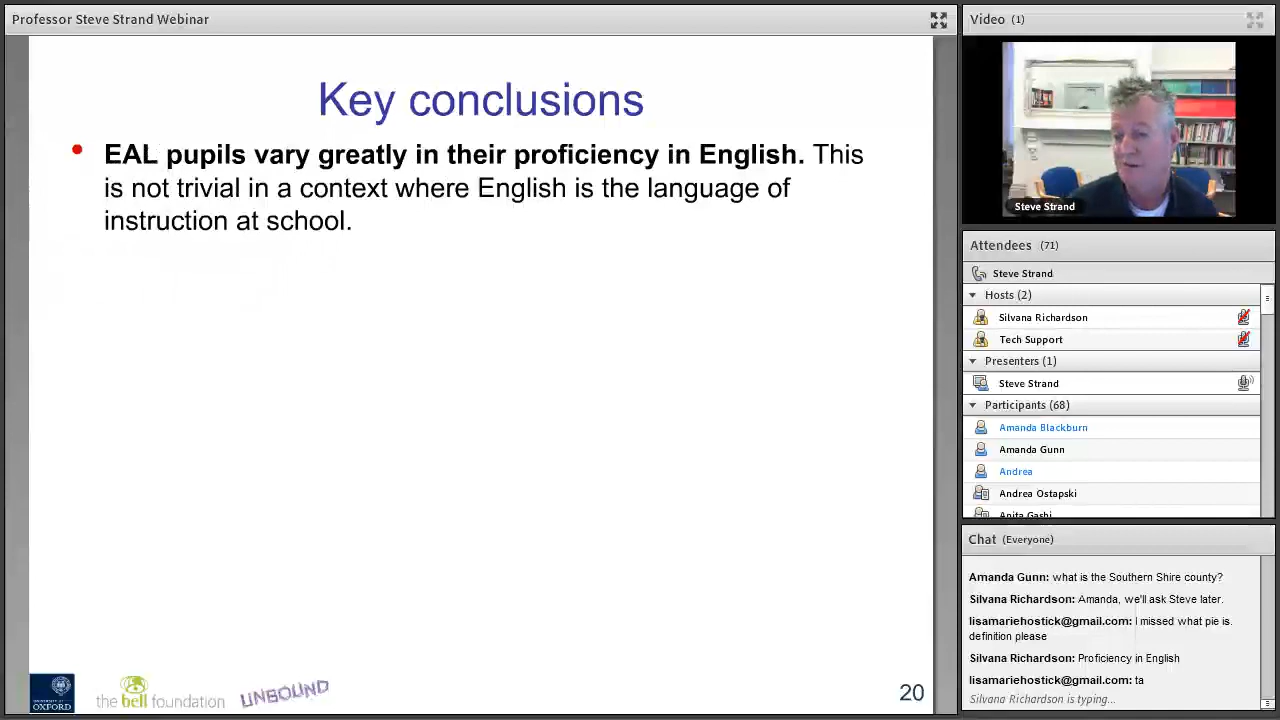 Professor Steve Strand Webinar
Key conclusions
EAL pupils vary greatly in their proficiency in English. This
is not trivial in a context where English is the language of
instruction at school.
UNIVERSITY OF
OXFORD
the bell foundation
UNBOUND
20
Video (1)
Steve Strand
Attendees (71)
Steve Strand
Hosts (2)
Silvana Richardson
Tech Support
Presenters (1)
Steve Strand
Participants (68)
Amanda Blackburn
Amanda Gunn
Andrea
Andrea Ostapski
Anita Gashi
Chat (Everyone)
Amanda Gunn: what is the Southern Shire county?
Silvana Richardson: Amanda, we'll ask Steve later.
lisamariehostick@gmail.com: I missed what pie is.
definition please
Silvana Richardson: Proficiency in English
lisamariehostick@gmail.com: ta
Silvana Richardson is typing...